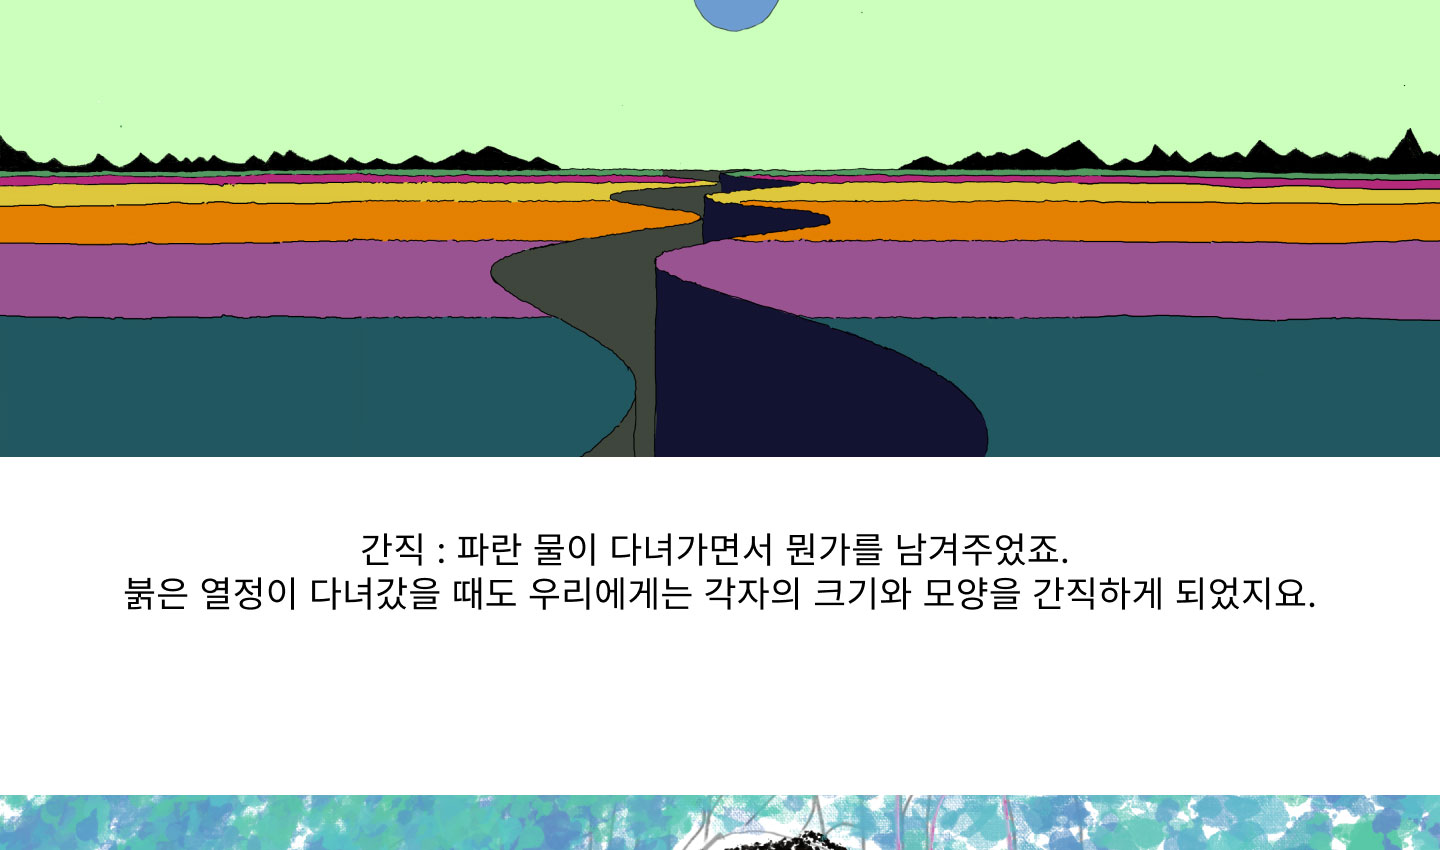 간직 : 파란 물이 다녀가면서 뭔가를 남겨주었죠.
붉은 열정이 다녀갔을 때도 우리에게는 각자의 크기와 모양을 간직하게 되었지요.